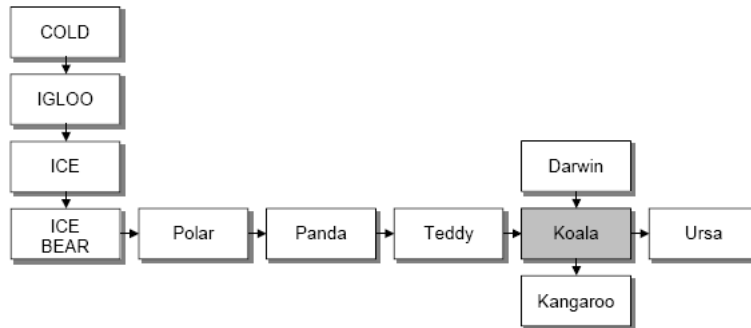 COLD
IGLOO
ICE
Darwin
ICE
BEAR
Polar
Panda
Teddy
Koala
Ursa
Kangaroo